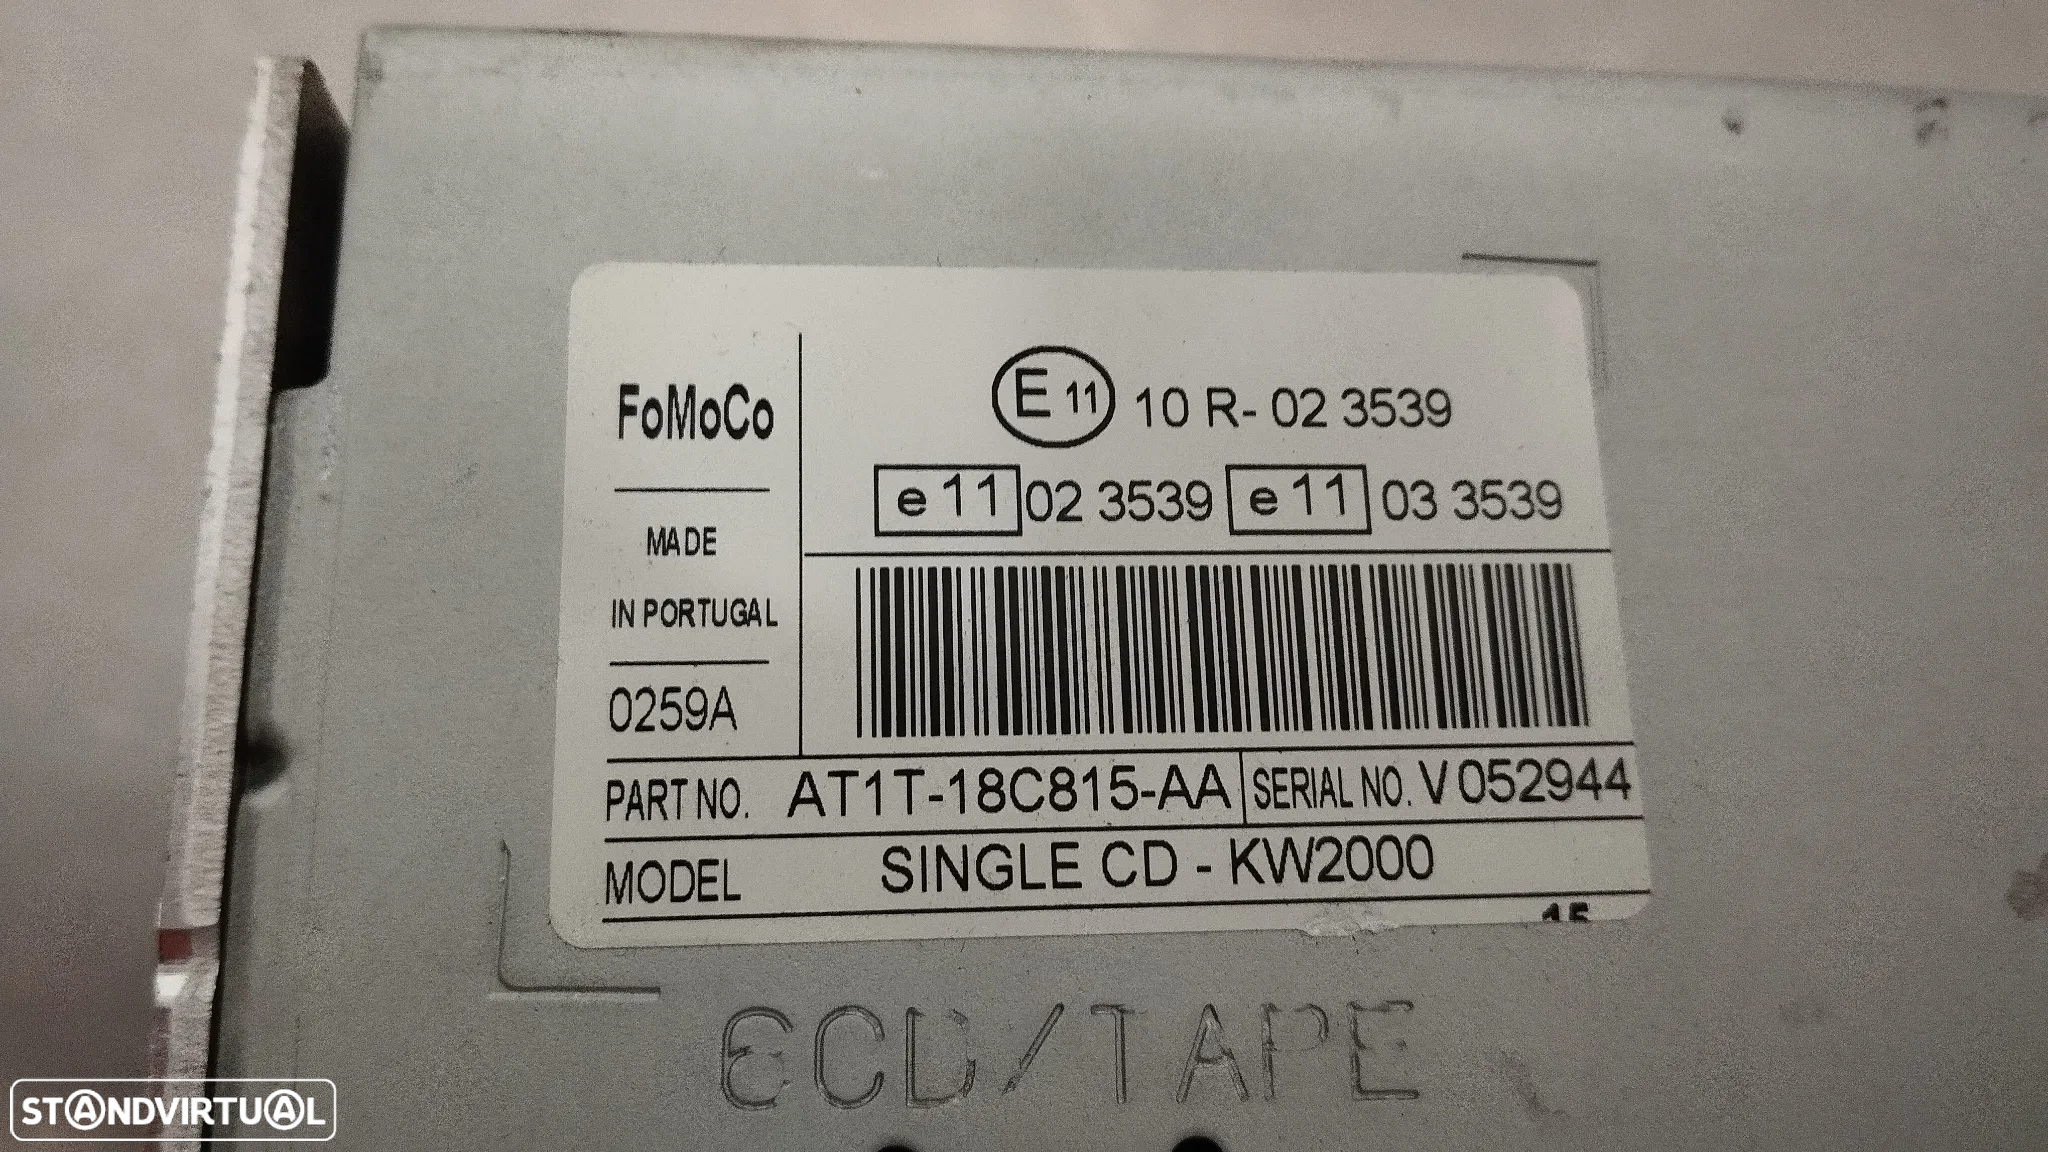 FoMoCo
MADE
IN PORTUGAL
0259A
E 11 10 R- 02 3539
e 11 02 3539 e 11 03 3539
PART NO. AT1T-18C815-AA SERIAL NO. V 052944
MODEL SINGLE CD - KW2000
15
6CD/TAPE
STANDVIRTUAL